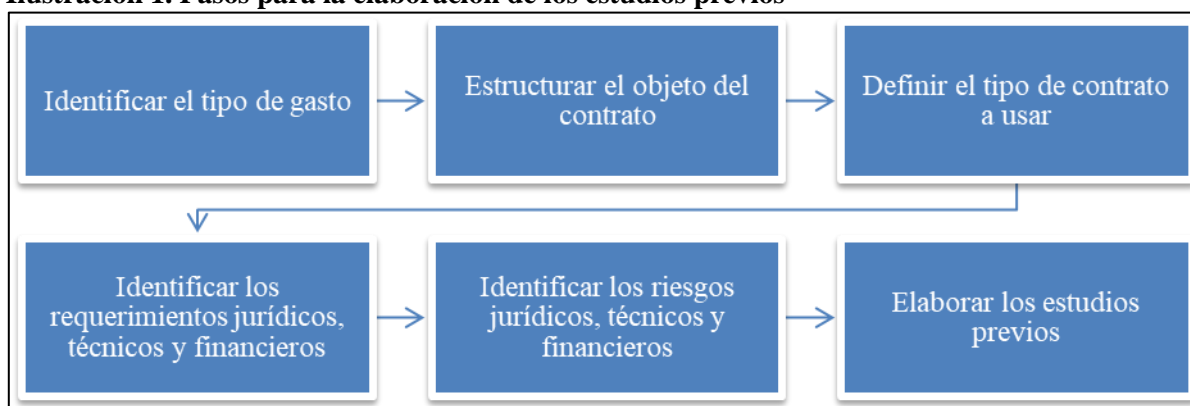 Ilustración 1. Pasos para la elaboración de los estudios previos
Identificar el tipo de gasto
Estructurar el objeto del
contrato
Definir el tipo de contrato
a usar
Identificar los
requerimientos jurídicos,
técnicos y financieros
Identificar los riesgos
jurídicos, técnicos y
financieros
Elaborar los estudios
previos